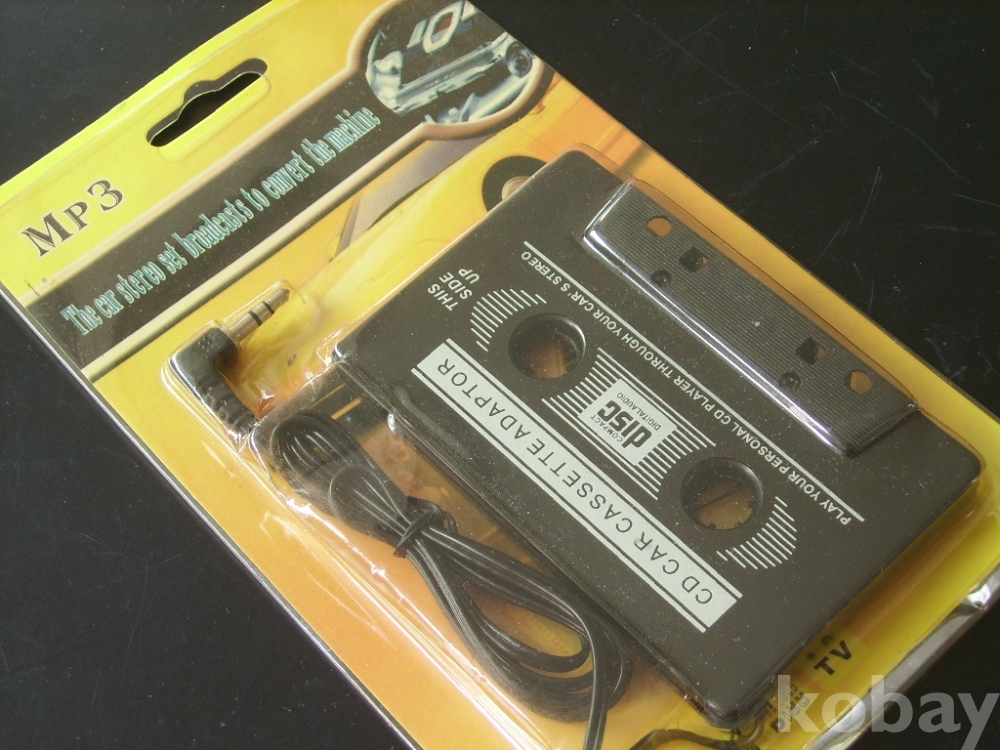 MP3
The car stereo set broadcasts to convert the machine
THIS
SIDE
UP
PLAY YOUR PERSONAL CD PLAYER THROUGH YOUR CAR'S STEREO
COMPACT
disc
DIGITAL AUDIO
CD CAR CASSETTE ADAPTOR
TV
kobay